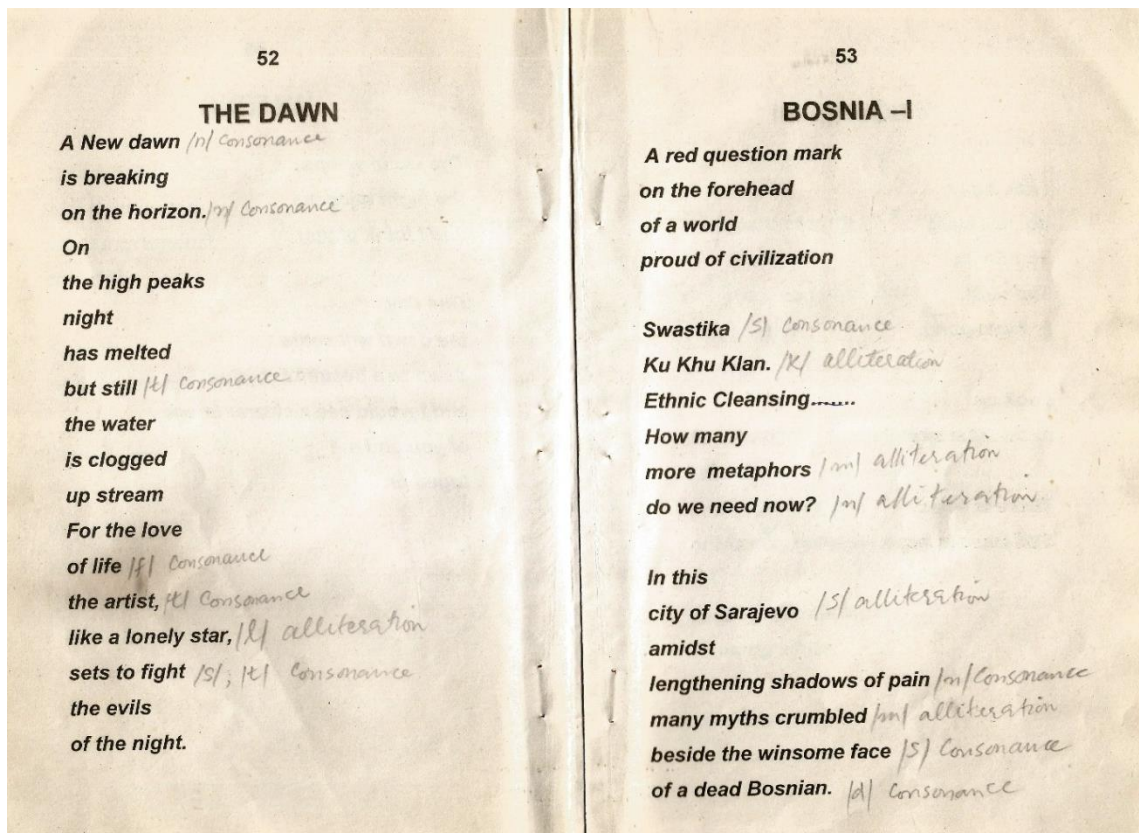 52
THE DAWN
A New dawn /n/ Consonance
is breaking
on the horizon. /n/ Consonance
On
the high peaks
night
has melted
but still /t/ Consonance
the water
is clogged
up stream
For the love
of life /f/ Consonance
the artist, /t/ Consonance
like a lonely star, /l/ alliteration
sets to fight /s/, /t/ Consonance
the evils
of the night.
53
BOSNIA –I
A red question mark
on the forehead
of a world
proud of civilization
Swastika /S/ Consonance
Ku Khu Klan. /K/ alliteration
Ethnic Cleansing.......
How many
more metaphors /m/ alliteration
do we need now? /n/ alliteration
In this
city of Sarajevo /S/ alliteration
amidst
lengthening shadows of pain /n/ Consonance
many myths crumbled /m/ alliteration
beside the winsome face /S/ Consonance
of a dead Bosnian. /d/ Consonance